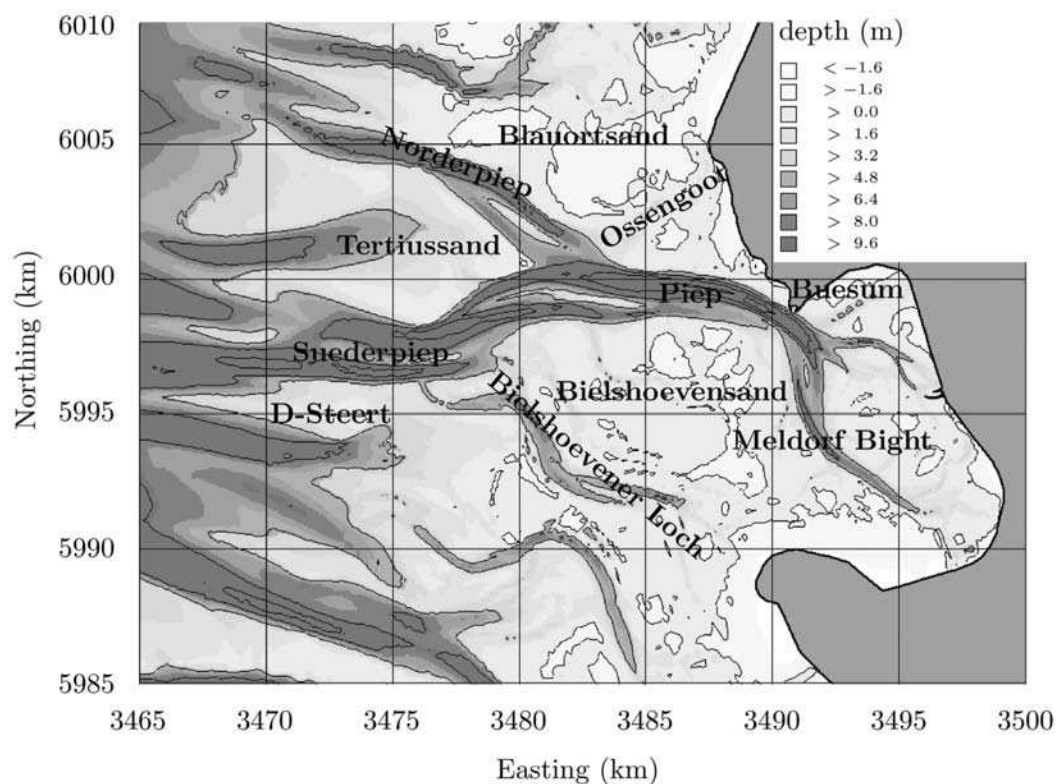 6010
6005
6000
5995
5990
5985
Northing (km)
depth (m)
< −1.6
> −1.6
> 0.0
> 1.6
> 3.2
> 4.8
> 6.4
> 8.0
> 9.6
Blauortsand
Norderpiep
Ossengoot
Tertiussand
Piep
Buesum
Suederpiep
Bielshoevensand
D-Steert
Bielshoevener Loch
Meldorf Bight
3465
3470
3475
3480
3485
3490
3495
3500
Easting (km)